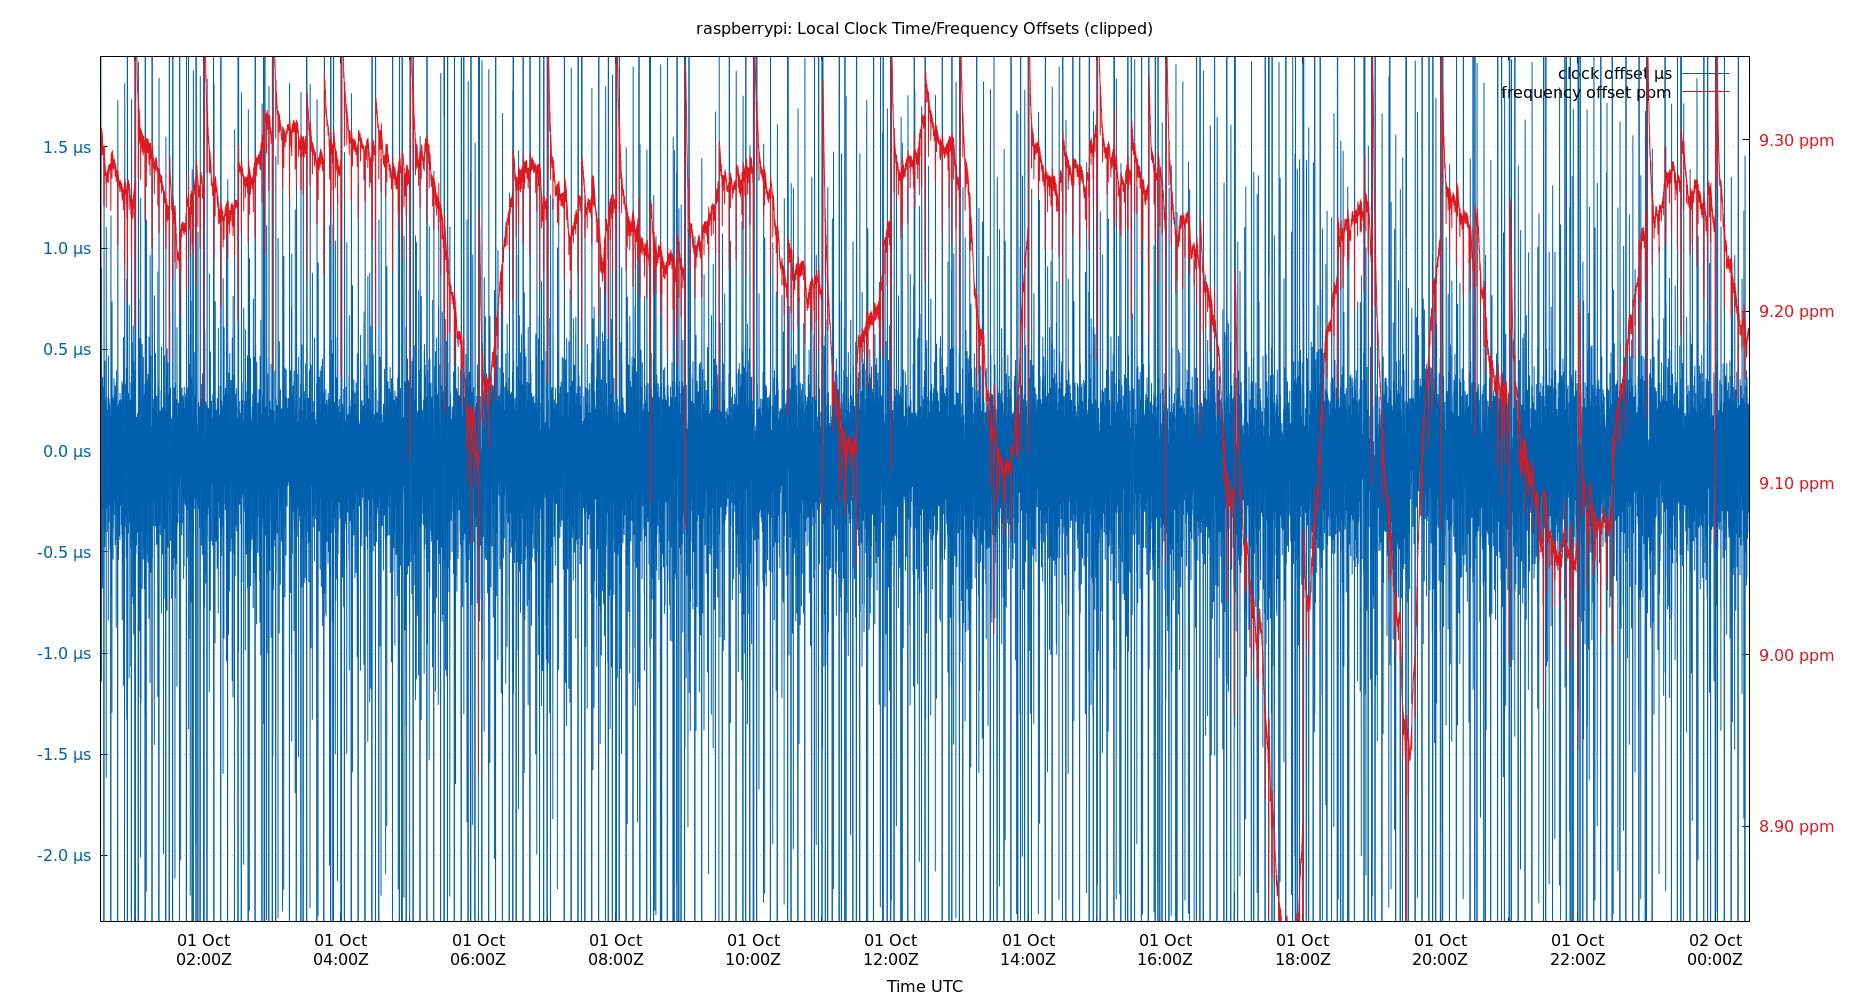 raspberrypi: Local Clock Time/Frequency Offsets (clipped)
clock offset µs
frequency offset ppm
1.5 µs
1.0 µs
0.5 µs
0.0 µs
-0.5 µs
-1.0 µs
-1.5 µs
-2.0 µs
9.30 ppm
9.20 ppm
9.10 ppm
9.00 ppm
8.90 ppm
01 Oct
02:00Z
01 Oct
04:00Z
01 Oct
06:00Z
01 Oct
08:00Z
01 Oct
10:00Z
01 Oct
12:00Z
01 Oct
14:00Z
01 Oct
16:00Z
01 Oct
18:00Z
01 Oct
20:00Z
01 Oct
22:00Z
02 Oct
00:00Z
Time UTC